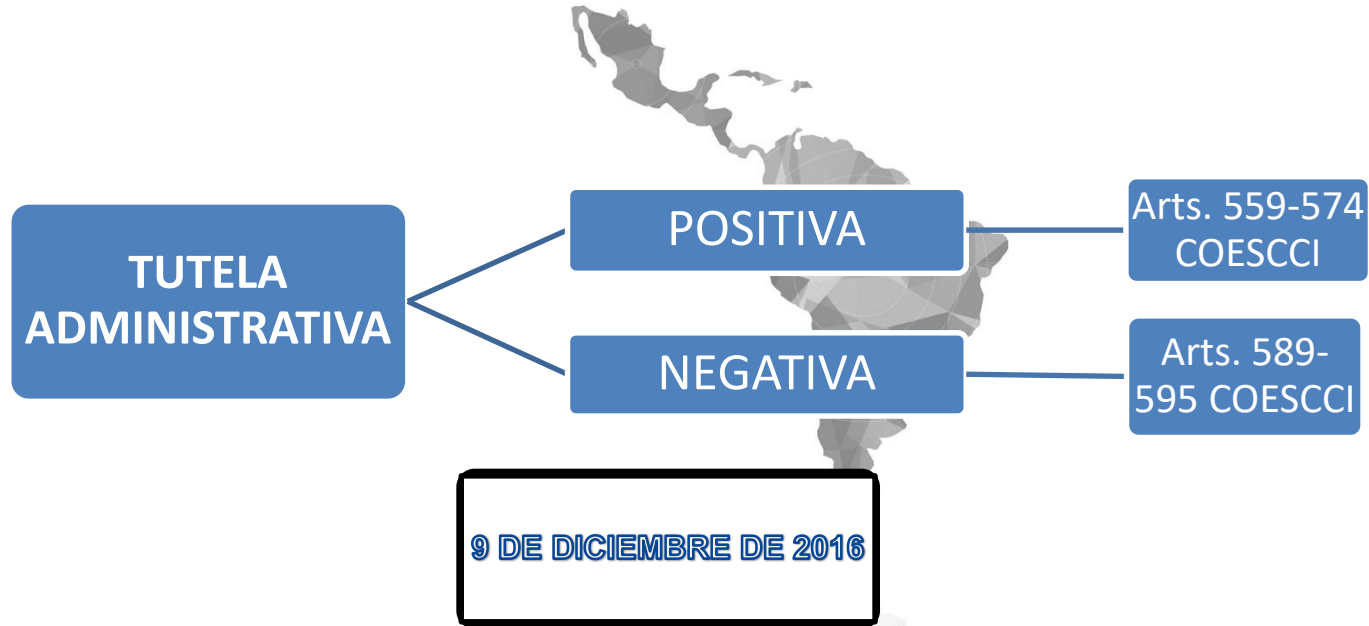 TUTELA
ADMINISTRATIVA
POSITIVA
Arts. 559-574
COESCCI
NEGATIVA
Arts. 589-
595 COESCCI
9 DE DICIEMBRE DE 2016